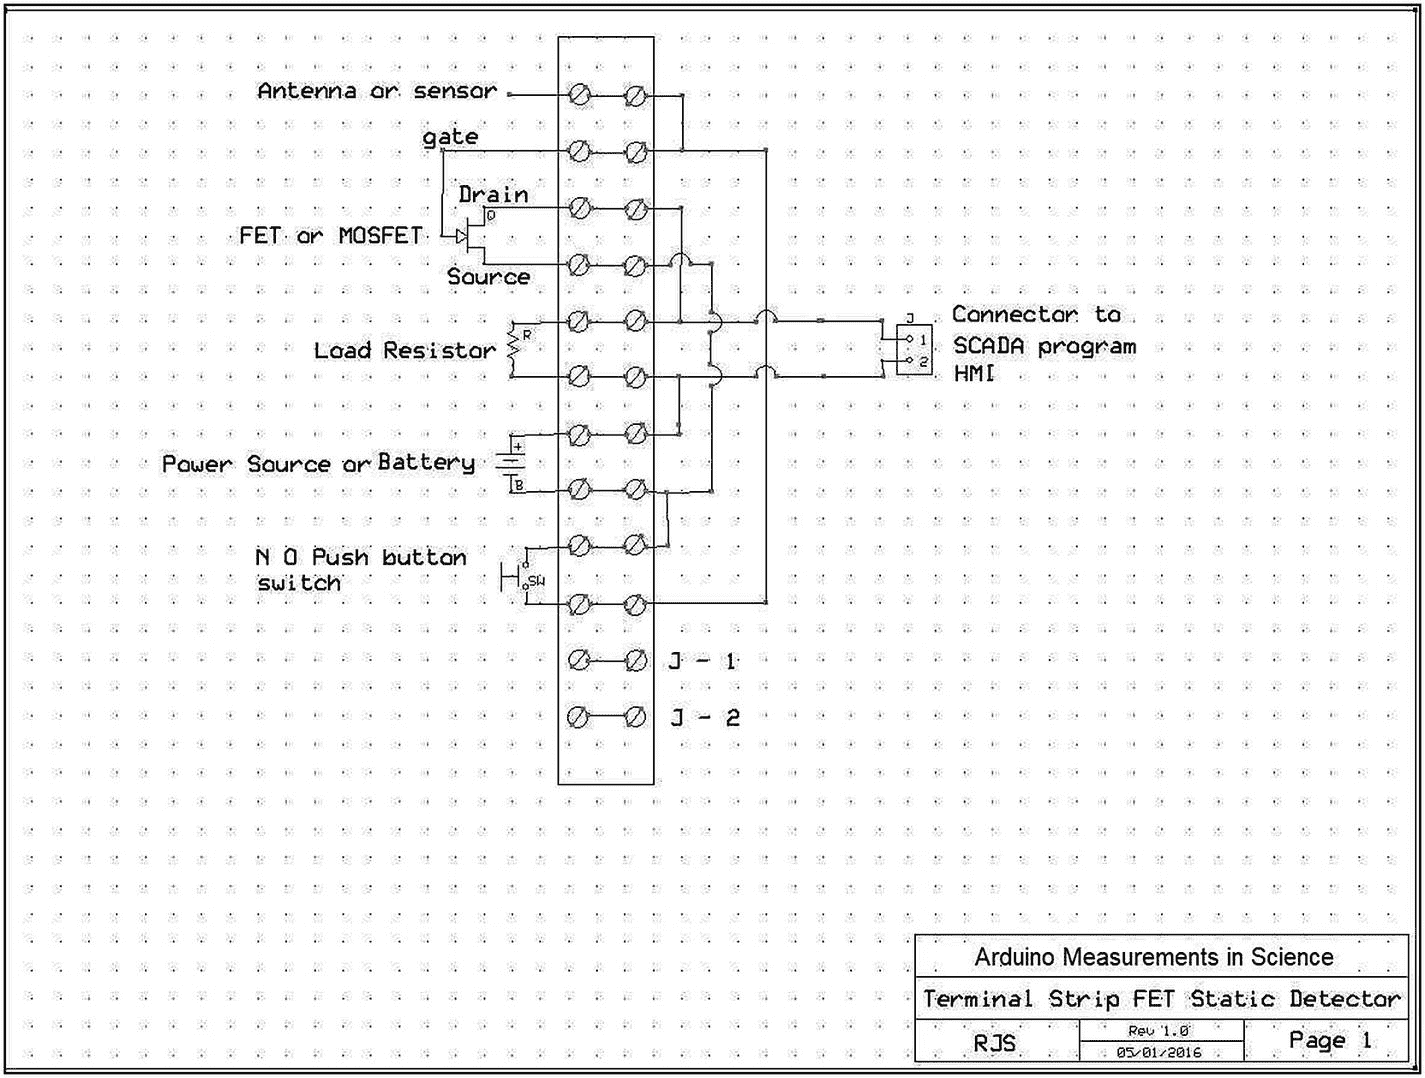 Antenna or sensor
gate
Drain
D
FET or MOSFET
Source
R
Load Resistor
J
1
2
Connector to
SCADA program
HMI
+
Power Source or Battery
B
N O Push button
switch
SW
J - 1
J - 2
Arduino Measurements in Science
Terminal Strip FET Static Detector
RJS
Rev 1.0
05/01/2016
Page 1